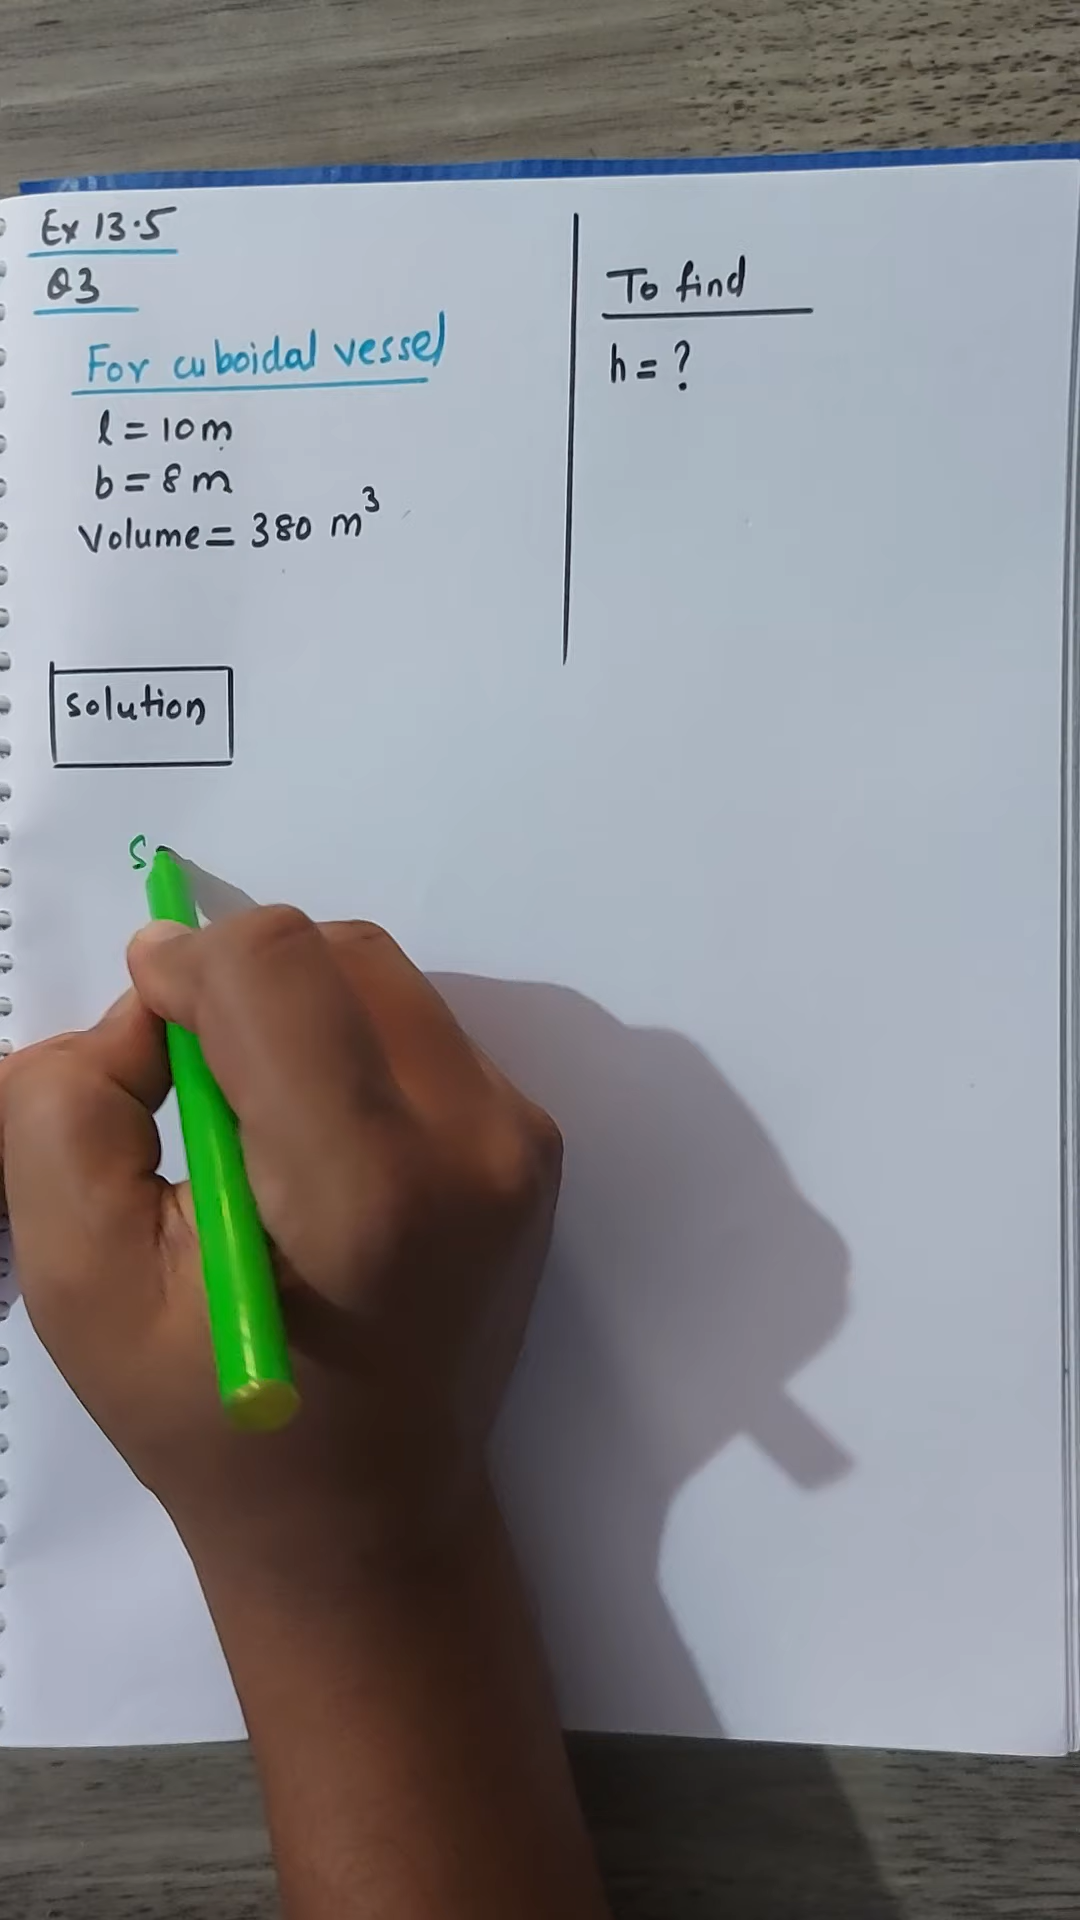 Ex 13.5
Q3
For cuboidal vessel
l = 10m
b = 8 m
Volume = 380 m³
To find
h = ?
Solution
S